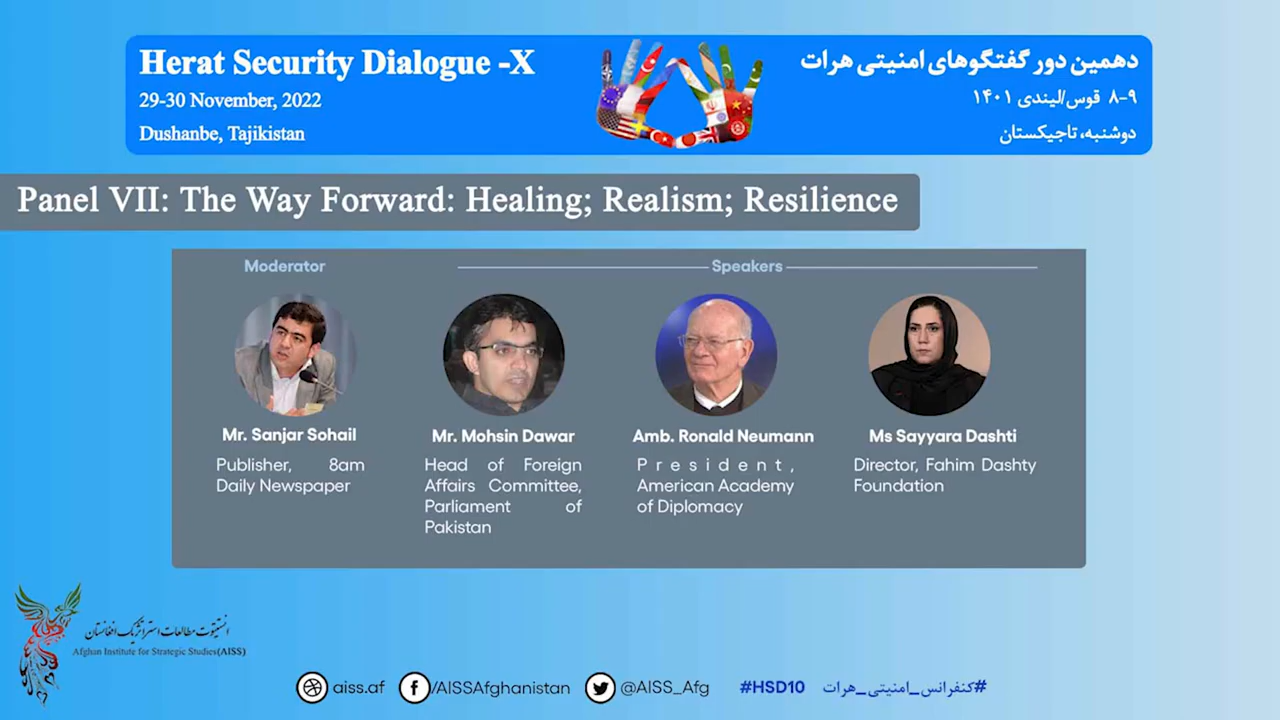 Herat Security Dialogue -X
29-30 November, 2022
Dushanbe, Tajikistan
دهمین دور گفتگوهای امنیتی هرات
۸-۹ قوس/لیندی ۱۴۰۱
دوشنبه، تاجیکستان
Panel VII: The Way Forward: Healing; Realism; Resilience
Moderator
Speakers
Mr. Sanjar Sohail
Publisher, 8am
Daily Newspaper
Mr. Mohsin Dawar
Head of Foreign
Affairs Committee,
Parliament of
Pakistan
Amb. Ronald Neumann
President,
American Academy
of Diplomacy
Ms Sayyara Dashti
Director, Fahim Dashty
Foundation
انستیتوت مطالعات استراتژیک افغانستان
Afghan Institute for Strategic Studies(AISS)
aiss.af
/AISSAfghanistan
@AISS_Afg
#HSD10
#کنفرانس_امنیتی_هرات